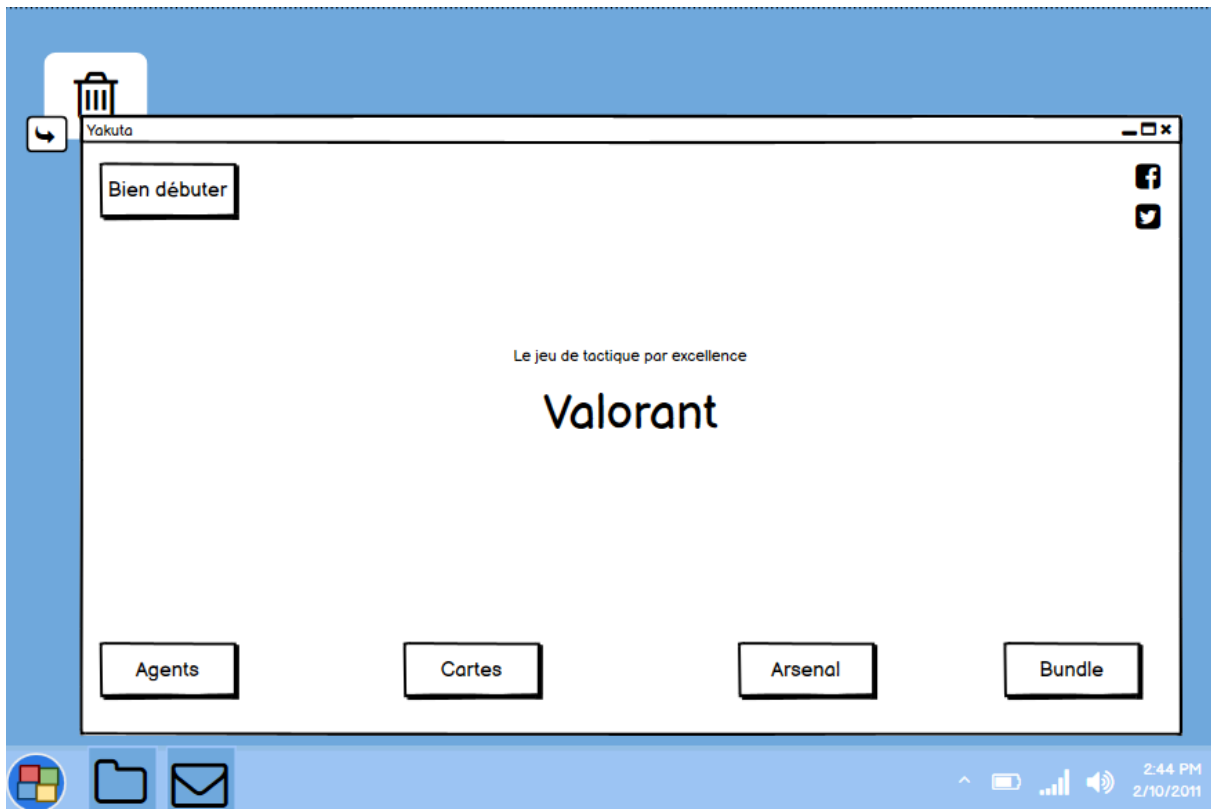 Yakuta
Bien débuter
Le jeu de tactique par excellence
Valorant
Agents
Cartes
Arsenal
Bundle
2:44 PM
2/10/2011